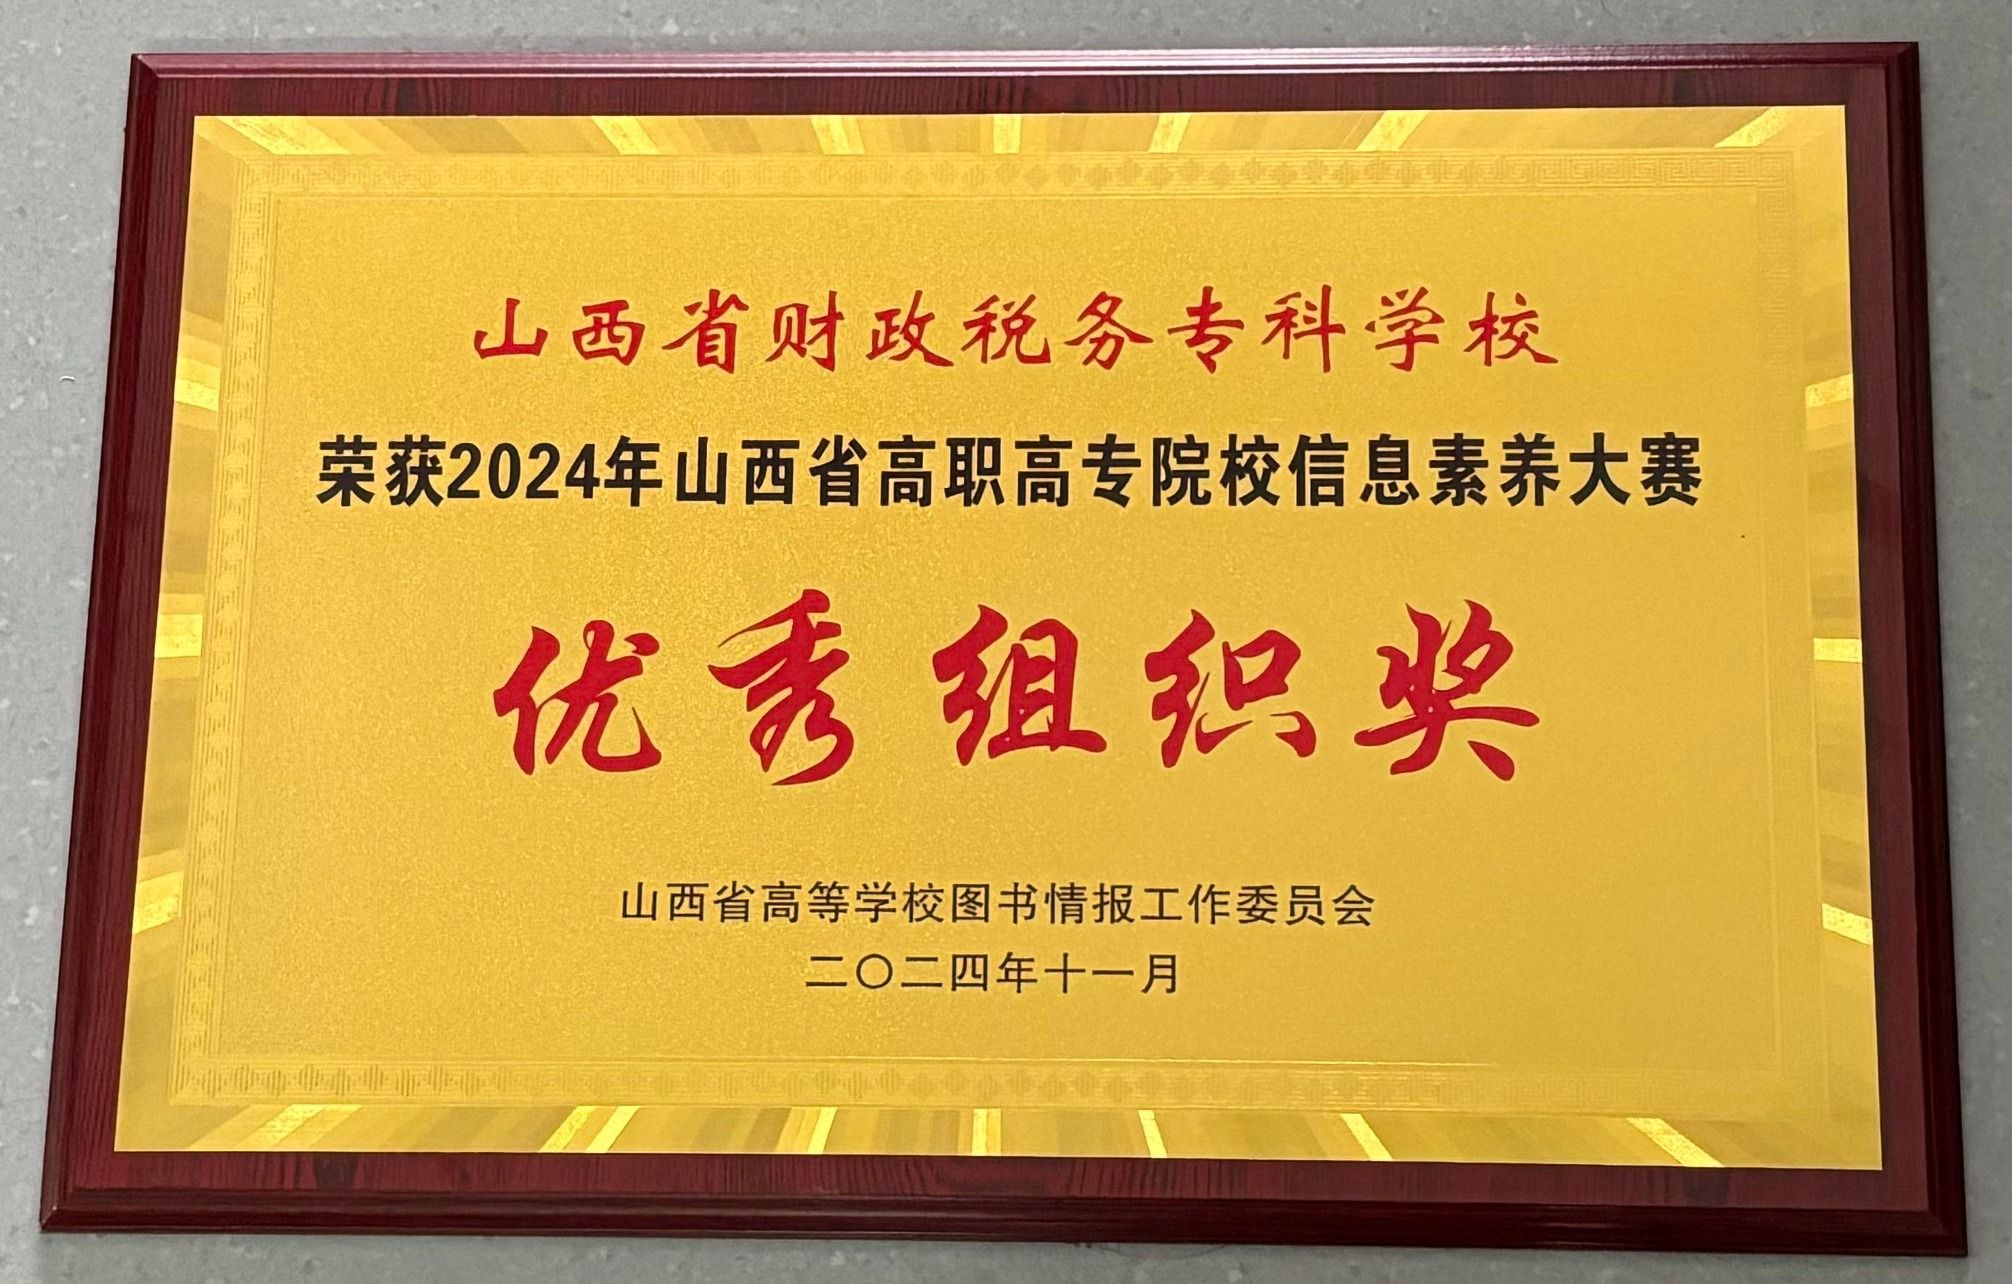 山西省财政税务专科学校
荣获2024年山西省高职高专院校信息素养大赛
优秀组织奖
山西省高等学校图书情报工作委员会
二〇二四年十一月